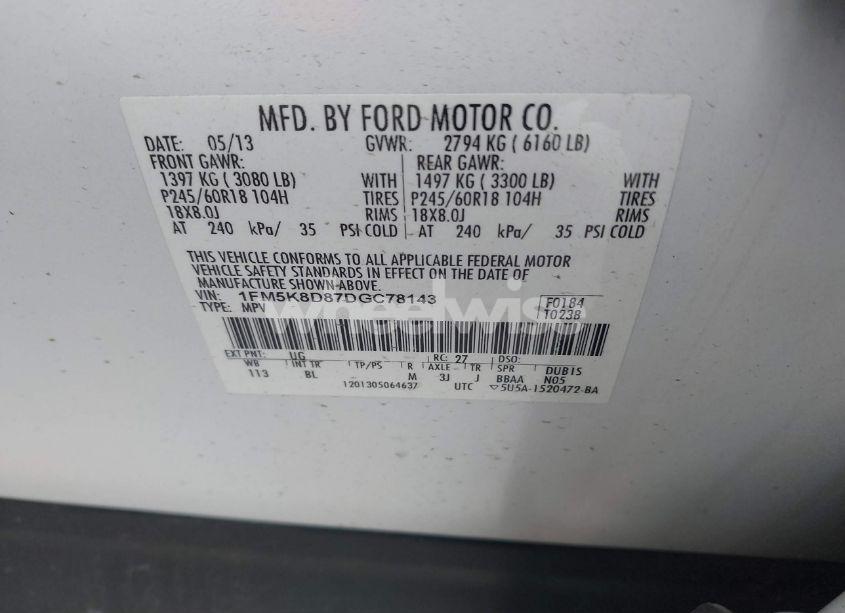 MFD. BY FORD MOTOR CO.
DATE: 05/13 GVWR: 2794 KG ( 6160 LB)
FRONT GAWR: REAR GAWR:
1397 KG ( 3080 LB) WITH 1497 KG ( 3300 LB) WITH
P245/60R18 104H TIRES P245/60R18 104H TIRES
18X8.0J RIMS 18X8.0J RIMS
AT 240 kPa/ 35 PSI COLD AT 240 kPa/ 35 PSI COLD
THIS VEHICLE CONFORMS TO ALL APPLICABLE FEDERAL MOTOR
VEHICLE SAFETY STANDARDS IN EFFECT ON THE DATE OF
MANUFACTURE SHOWN ABOVE.
VIN: 1FM5K8D87DGC78143 F0184
TYPE: MPV T0238
wheelwise
EXT PNT: UG RC: 27 DSO:
WB INT TR TP/PS R AXLE TR SPR DUBIS
113 BL M 3J J BBAA N05
1201305064637 UTC ▽5U5A-1520472-BA